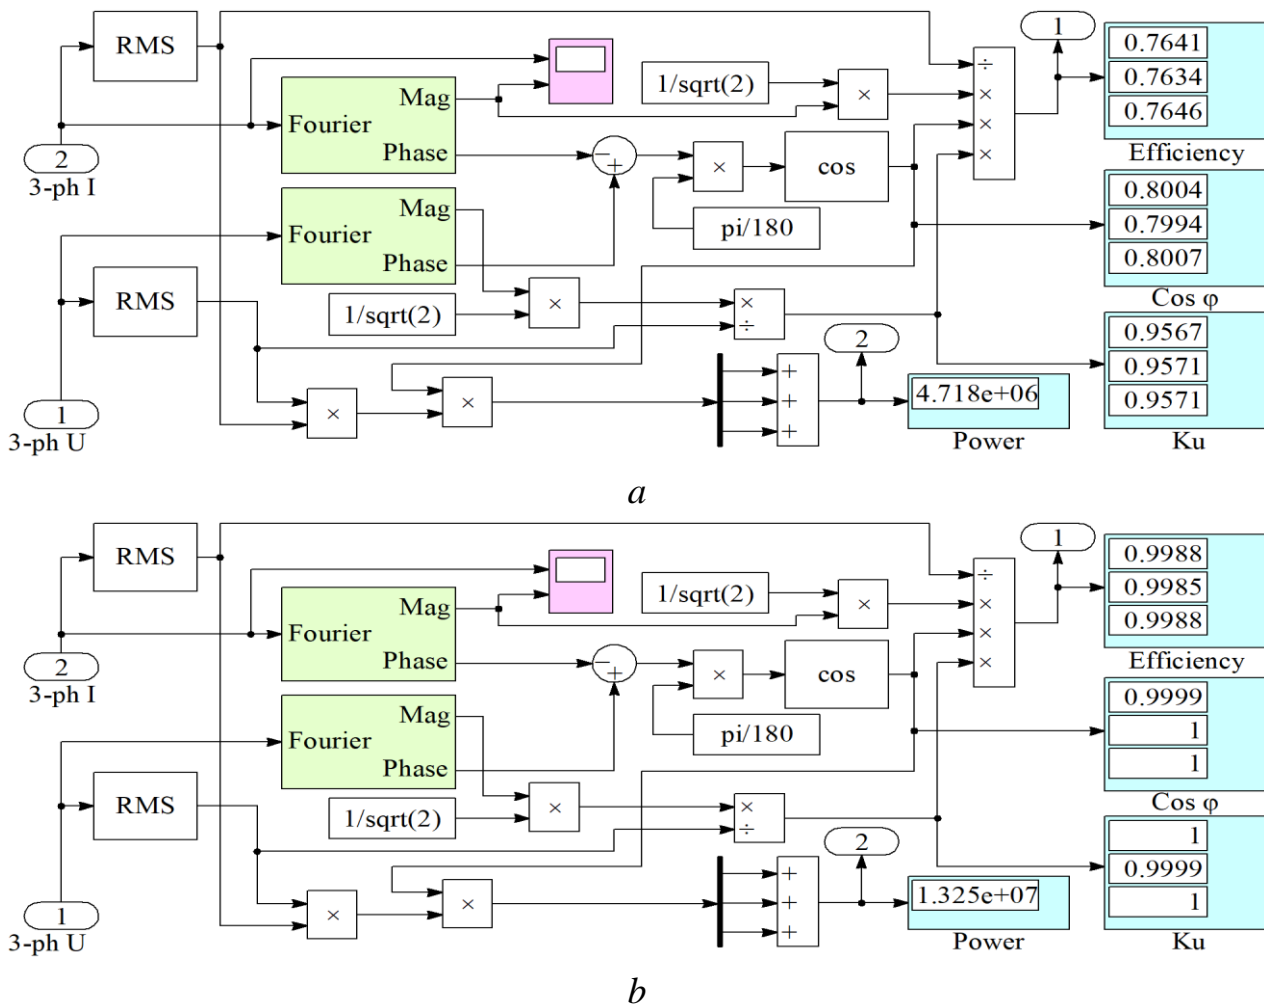 RMS
2
3-ph I
Fourier
Mag
Phase
1/sqrt(2)
×
÷
×
×
×
1
0.7641
0.7634
0.7646
Efficiency
−
+
×
cos
pi/180
0.8004
0.7994
0.8007
Cos φ
Fourier
Mag
Phase
RMS
1/sqrt(2)
×
×
÷
2
0.9567
0.9571
0.9571
Ku
1
3-ph U
×
×
+
+
+
4.718e+06
Power
a
RMS
2
3-ph I
Fourier
Mag
Phase
1/sqrt(2)
×
÷
×
×
×
1
0.9988
0.9985
0.9988
Efficiency
−
+
×
cos
pi/180
0.9999
1
1
Cos φ
Fourier
Mag
Phase
RMS
1/sqrt(2)
×
×
÷
2
1
0.9999
1
Ku
1
3-ph U
×
×
+
+
+
1.325e+07
Power
b